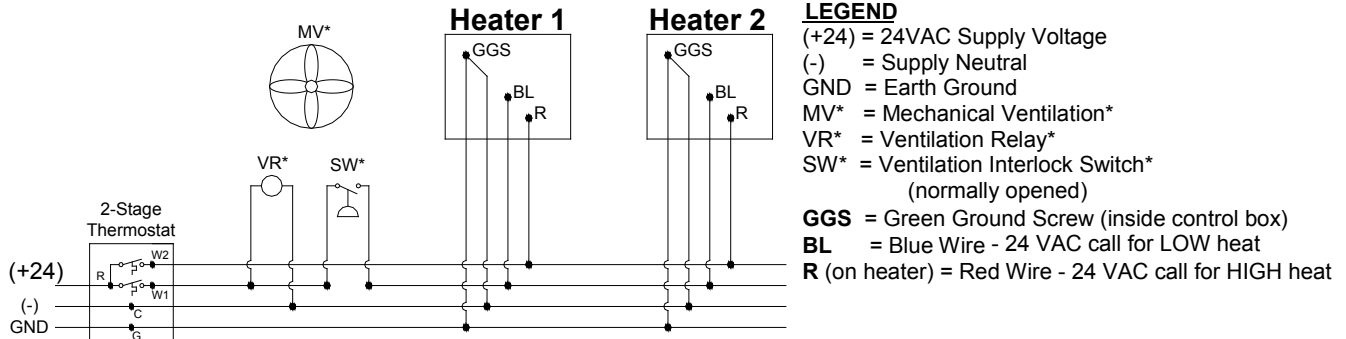 MV*
Heater 1
GGS
BL
R
Heater 2
GGS
BL
R
VR*
SW*
2-Stage
Thermostat
W2
R
W1
C
G
(+24)
(-)
GND
LEGEND
(+24) = 24VAC Supply Voltage
(-) = Supply Neutral
GND = Earth Ground
MV* = Mechanical Ventilation*
VR* = Ventilation Relay*
SW* = Ventilation Interlock Switch*
(normally opened)
GGS = Green Ground Screw (inside control box)
BL = Blue Wire - 24 VAC call for LOW heat
R (on heater) = Red Wire - 24 VAC call for HIGH heat